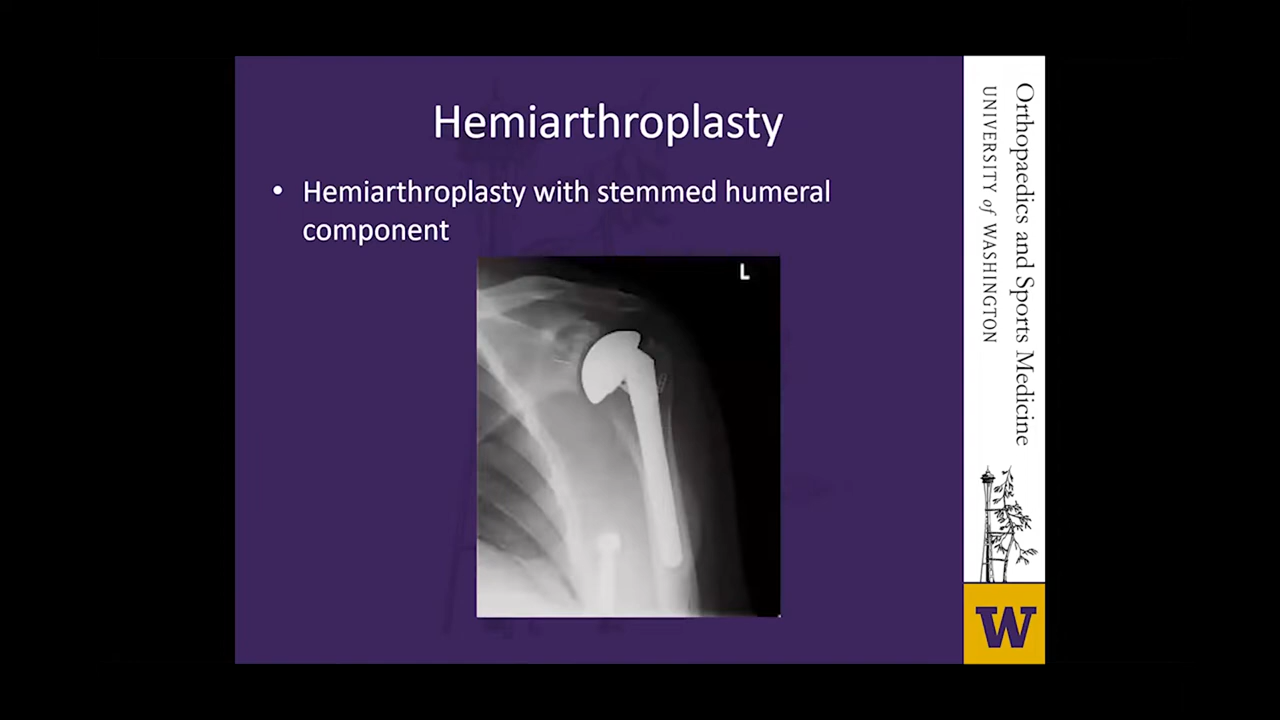 Hemiarthroplasty
• Hemiarthroplasty with stemmed humeral
component
L
Orthopaedics and Sports Medicine
UNIVERSITY of WASHINGTON
W